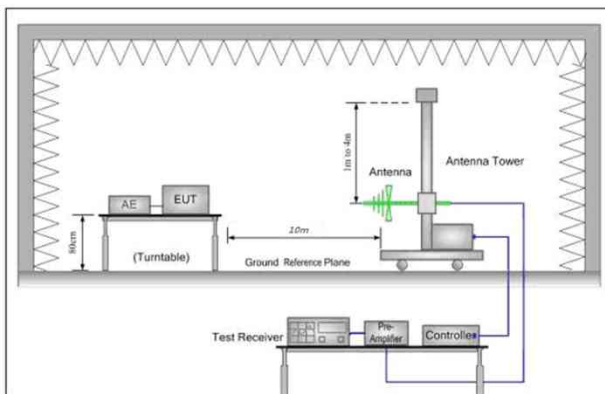 1m to 4m
Antenna
Antenna Tower
AE
EUT
80cm
(Turntable)
10m
Ground Reference Plane
Test Receiver
Pre-
Amplifier
Controller